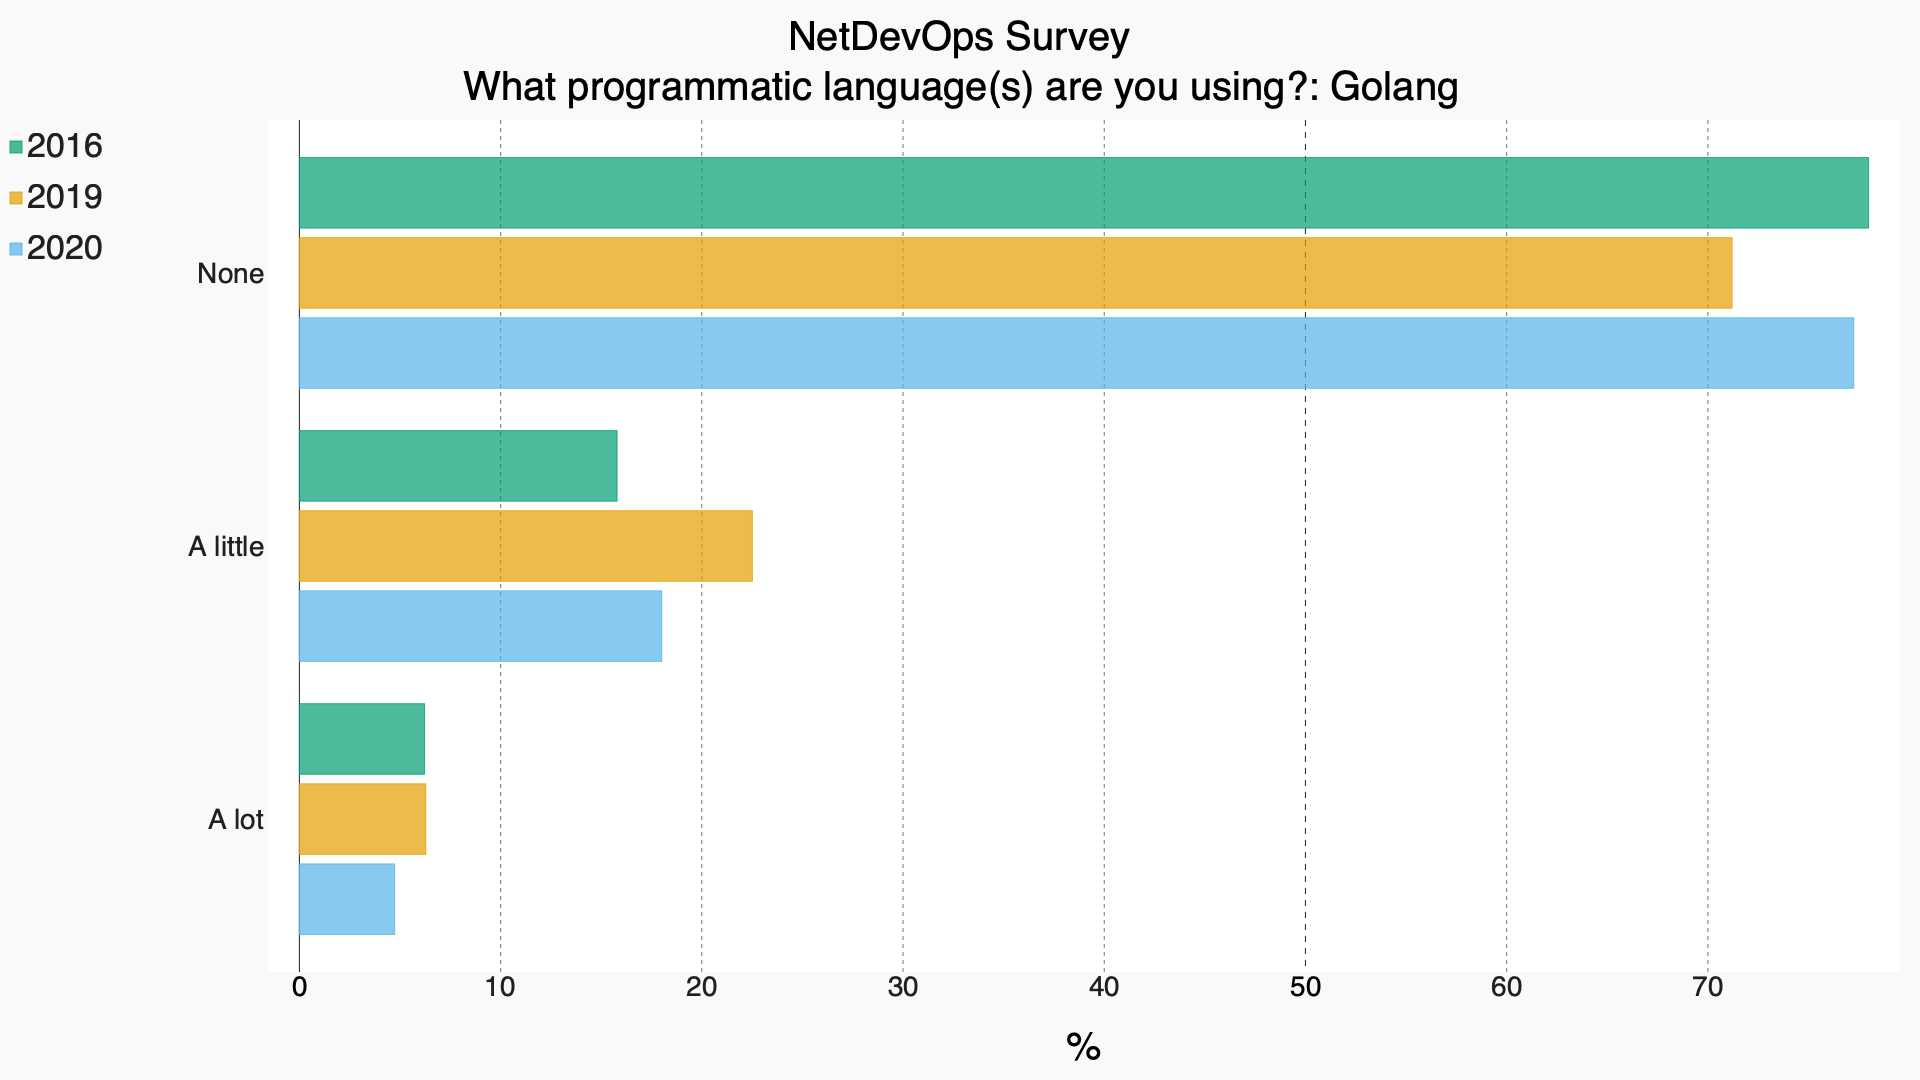 NetDevOps Survey
What programmatic language(s) are you using?: Golang
2016
2019
2020
None
A little
A lot
0 10 20 30 40 50 60 70
%